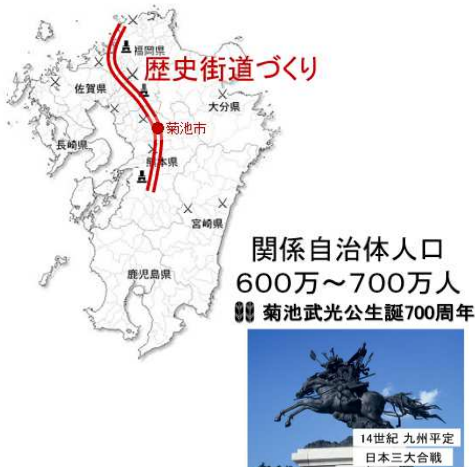 福岡県
歴史街道づくり
佐賀県
大分県
菊池市
長崎県
熊本県
宮崎県
鹿児島県
関係自治体人口
600万～700万人
菊池武光公生誕700周年
14世紀 九州平定
日本三大合戦